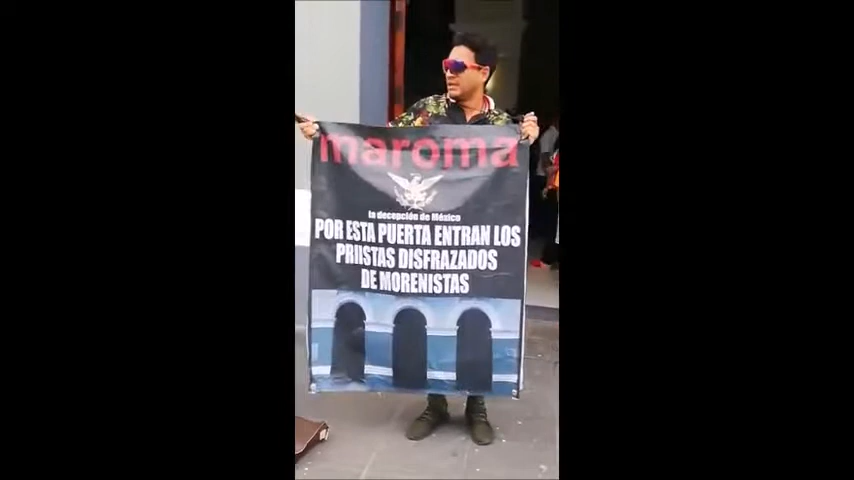 maroma
la decepción de México
POR ESTA PUERTA ENTRAN LOS
PRIISTAS DISFRAZADOS
DE MORENISTAS